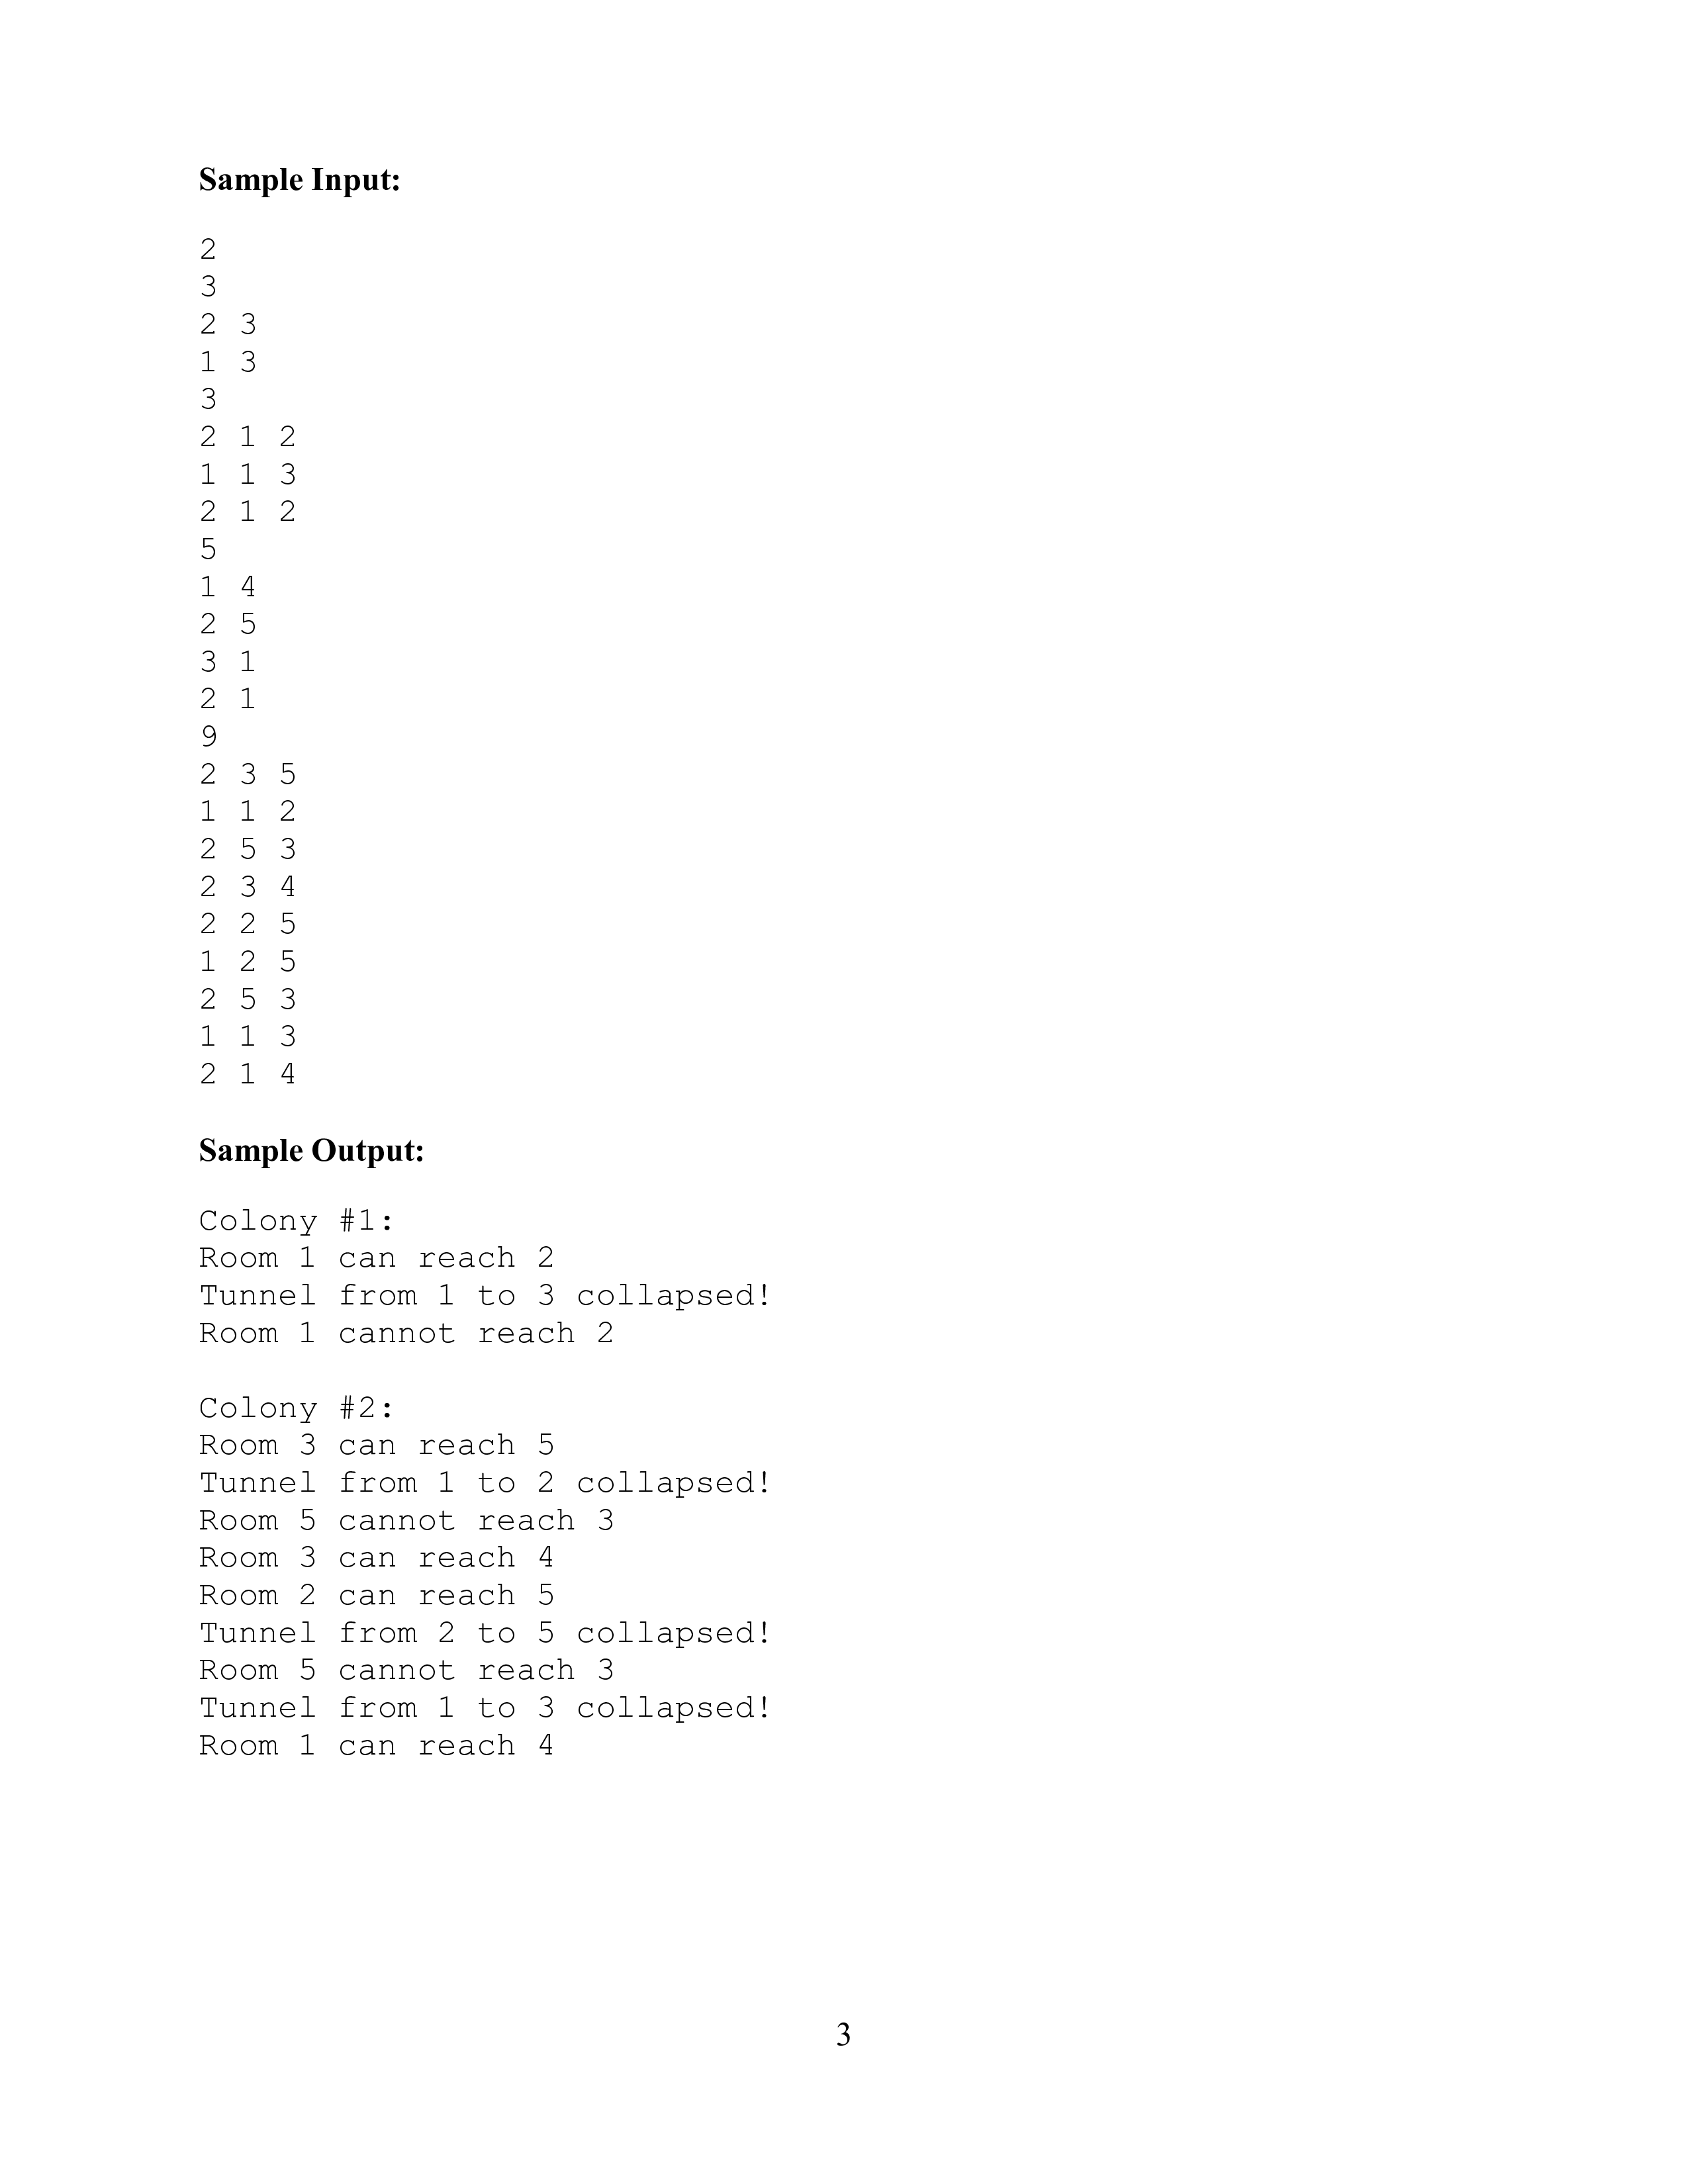 Sample Input:
2
3
2 3
1 3
3
2 1 2
1 1 3
2 1 2
5
1 4
2 5
3 1
2 1
9
2 3 5
1 1 2
2 5 3
2 3 4
2 2 5
1 2 5
2 5 3
1 1 3
2 1 4
Sample Output:
Colony #1:
Room 1 can reach 2
Tunnel from 1 to 3 collapsed!
Room 1 cannot reach 2
Colony #2:
Room 3 can reach 5
Tunnel from 1 to 2 collapsed!
Room 5 cannot reach 3
Room 3 can reach 4
Room 2 can reach 5
Tunnel from 2 to 5 collapsed!
Room 5 cannot reach 3
Tunnel from 1 to 3 collapsed!
Room 1 can reach 4
3